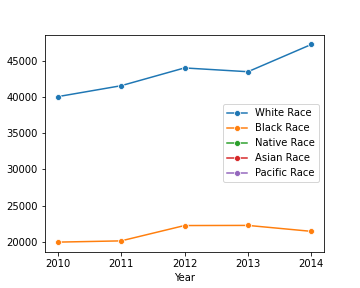 45000
40000
35000
30000
25000
20000
White Race
Black Race
Native Race
Asian Race
Pacific Race
2010 2011 2012 2013 2014
Year